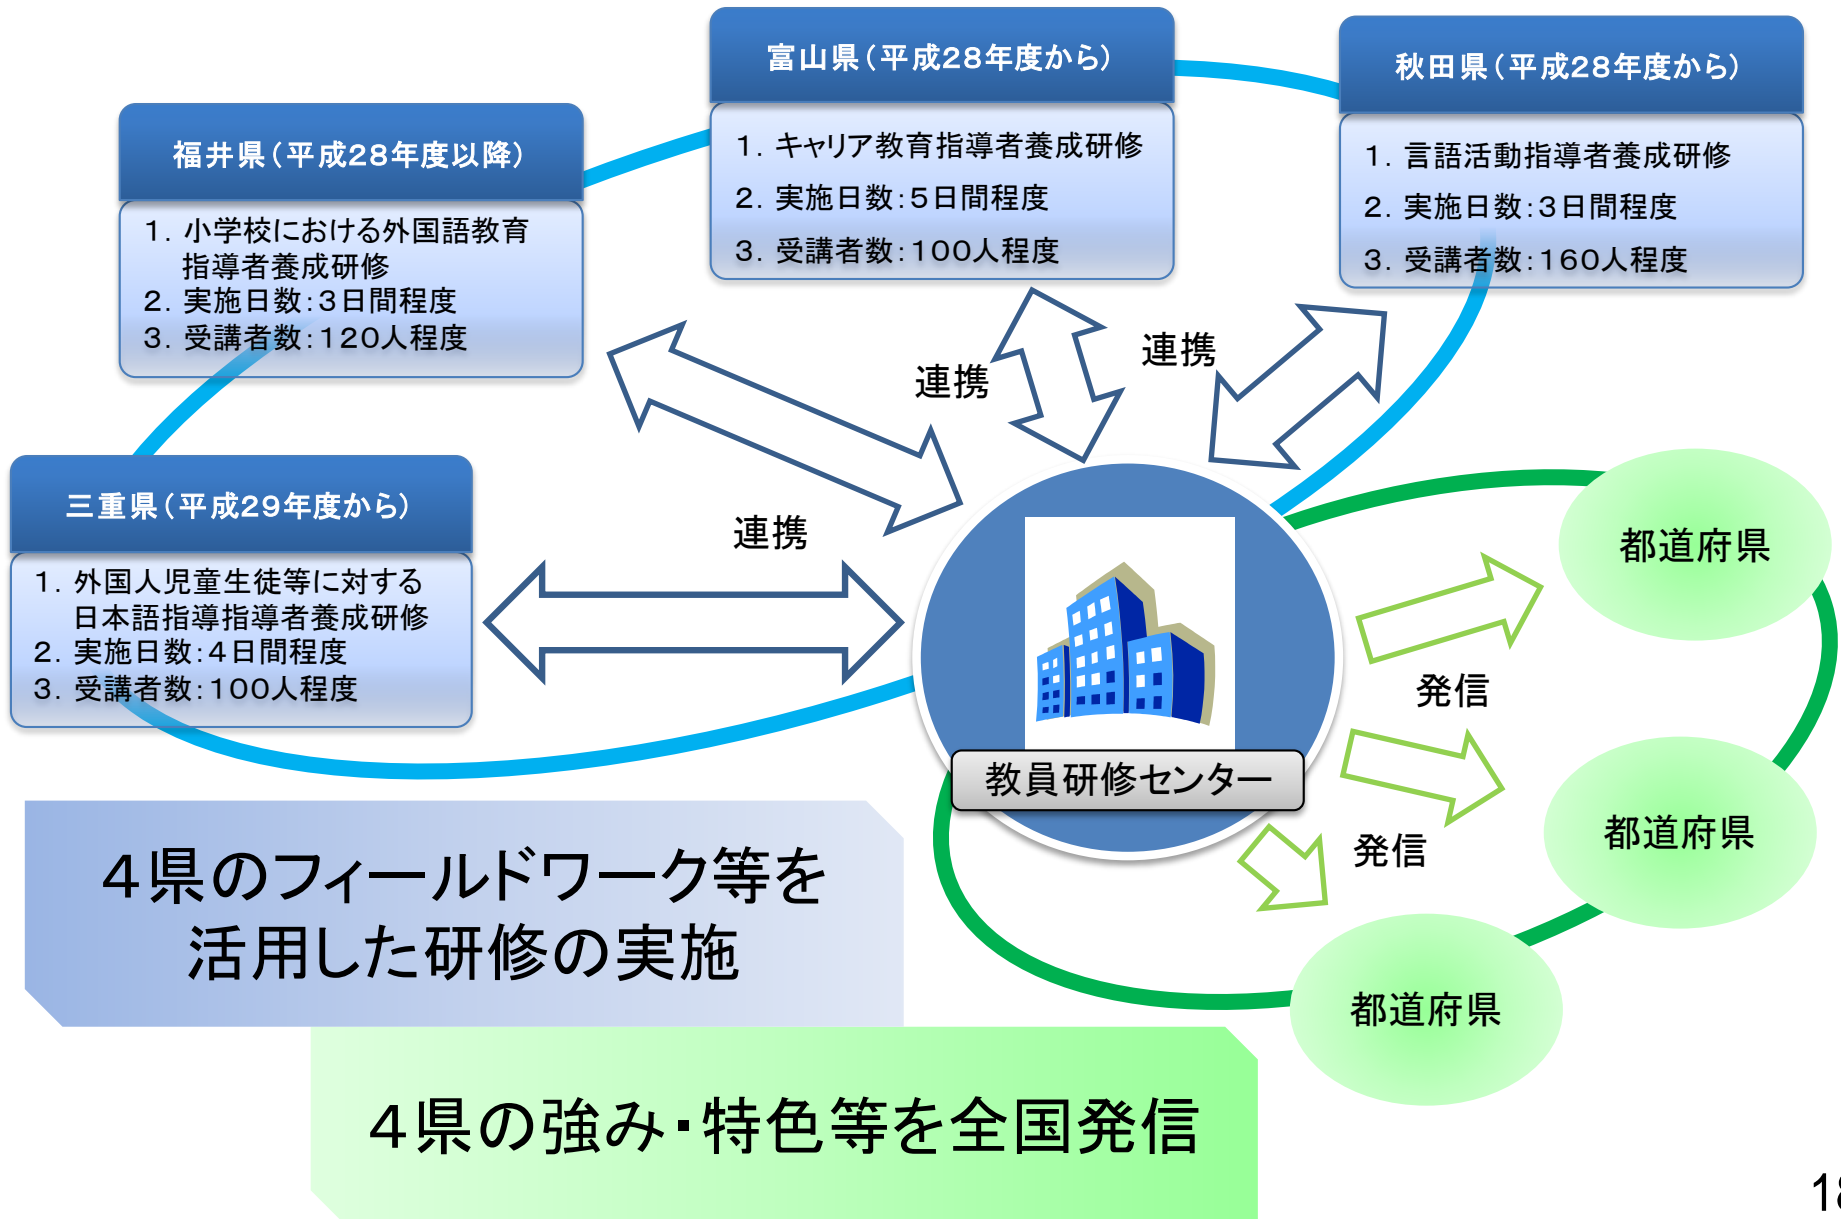 富山県（平成28年度から）
1. キャリア教育指導者養成研修
2. 実施日数：5日間程度
3. 受講者数：100人程度
秋田県（平成28年度から）
1. 言語活動指導者養成研修
2. 実施日数：3日間程度
3. 受講者数：160人程度
福井県（平成28年度以降）
1. 小学校における外国語教育
指導者養成研修
2. 実施日数：3日間程度
3. 受講者数：120人程度
三重県（平成29年度から）
1. 外国人児童生徒等に対する
日本語指導指導者養成研修
2. 実施日数：4日間程度
3. 受講者数：100人程度
連携
連携
連携
連携
教員研修センター
都道府県
発信
都道府県
発信
都道府県
4県のフィールドワーク等を
活用した研修の実施
4県の強み・特色等を全国発信
18